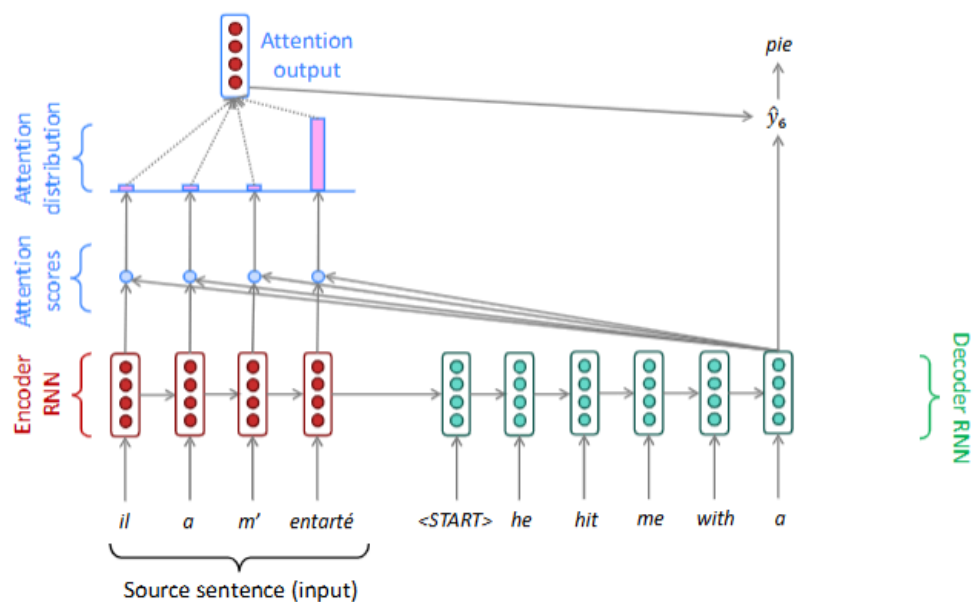 Attention
output
pie
ŷ₆
Attention
distribution
Attention
scores
Encoder
RNN
Decoder RNN
il a m’ entarté <START> he hit me with a
Source sentence (input)